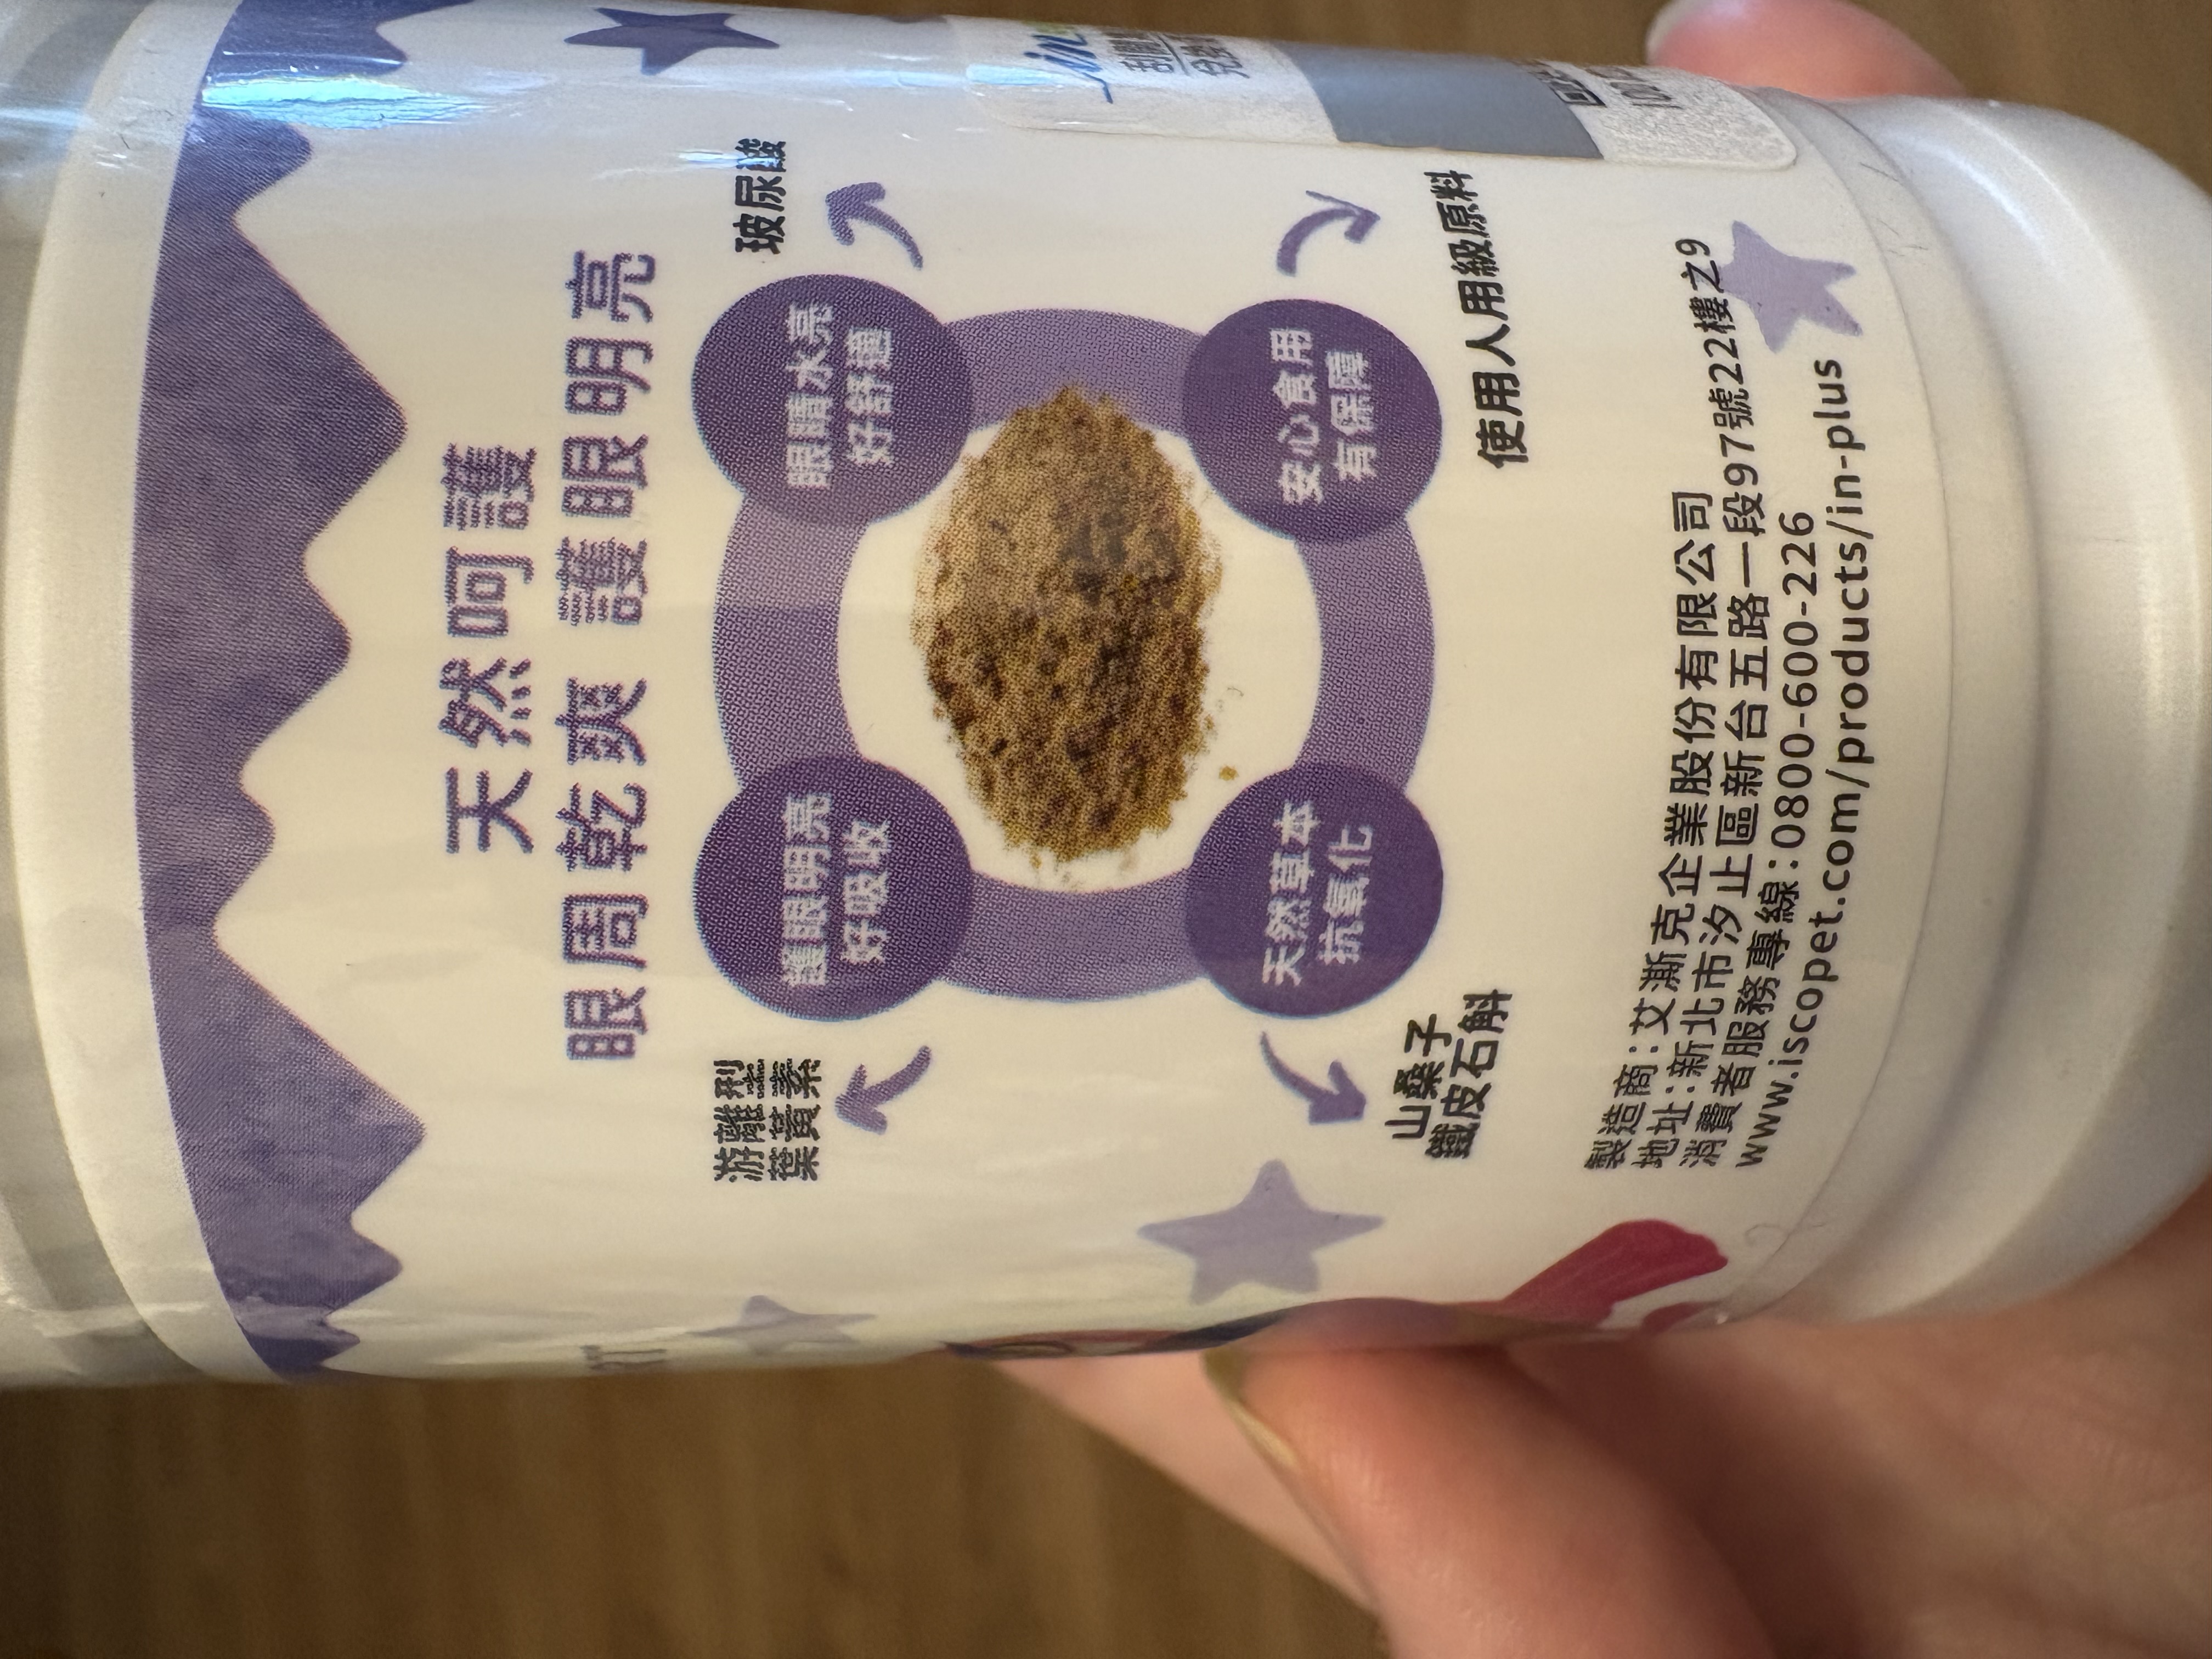 天然呵護
眼周乾爽 護眼明亮
游離型
葉黃素
玻尿酸
護眼明亮
好吸收
眼睛水亮
好舒適
天然草本
抗氧化
安心食用
有保障
山桑子
鐵皮石斛
使用人用級原料
製造商:艾澌克企業股份有限公司
地址:新北市汐止區新台五路一段97號22樓之9
消費者服務專線:0800-600-226
www.iscopet.com/products/in-plus
in